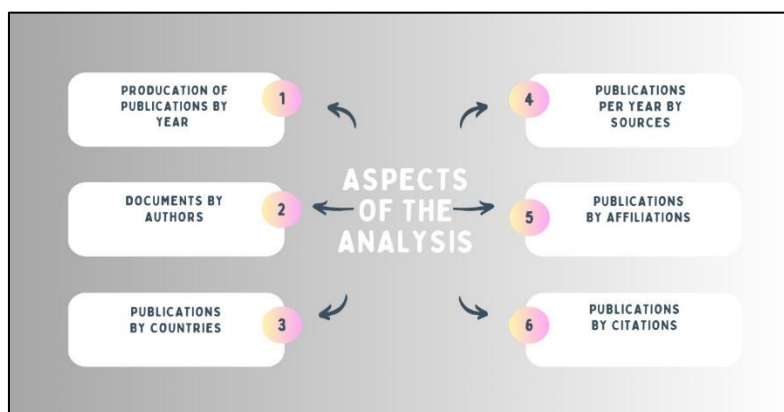 PRODUCATION OF
PUBLICATIONS BY
YEAR
1
DOCUMENTS BY
AUTHORS
2
PUBLICATIONS
BY COUNTRIES
3
ASPECTS
OF THE
ANALYSIS
4
PUBLICATIONS
PER YEAR BY
SOURCES
5
PUBLICATIONS
BY AFFILIATIONS
6
PUBLICATIONS
BY CITATIONS